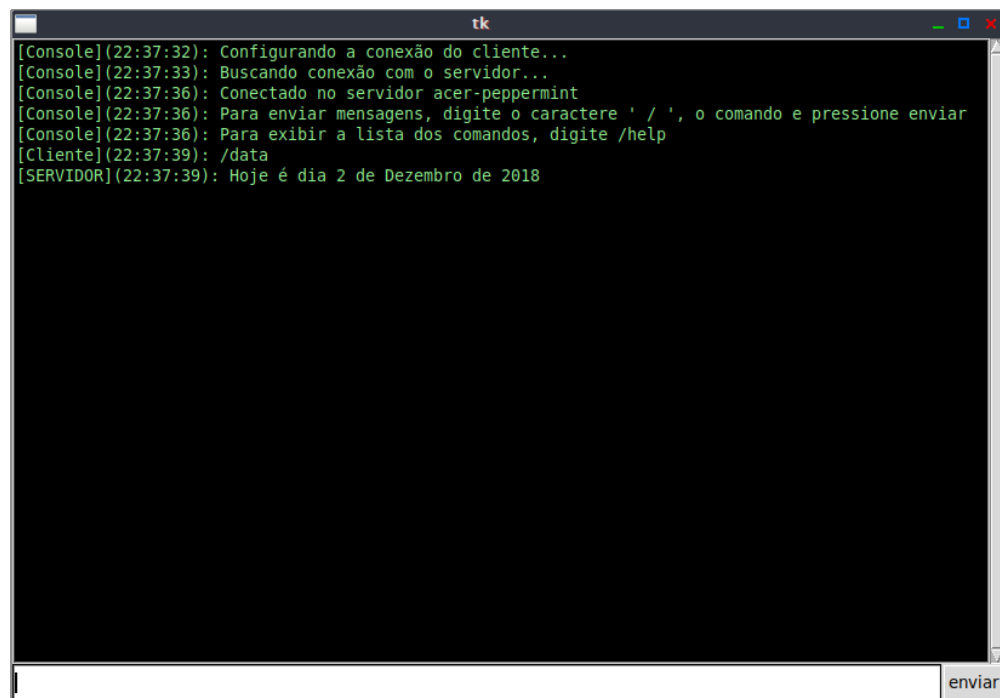 tk
[Console](22:37:32): Configurando a conexão do cliente...
[Console](22:37:33): Buscando conexão com o servidor...
[Console](22:37:36): Conectado no servidor acer-peppermint
[Console](22:37:36): Para enviar mensagens, digite o caractere ' / ', o comando e pressione enviar
[Console](22:37:36): Para exibir a lista dos comandos, digite /help
[Cliente](22:37:39): /data
[SERVIDOR](22:37:39): Hoje é dia 2 de Dezembro de 2018
enviar